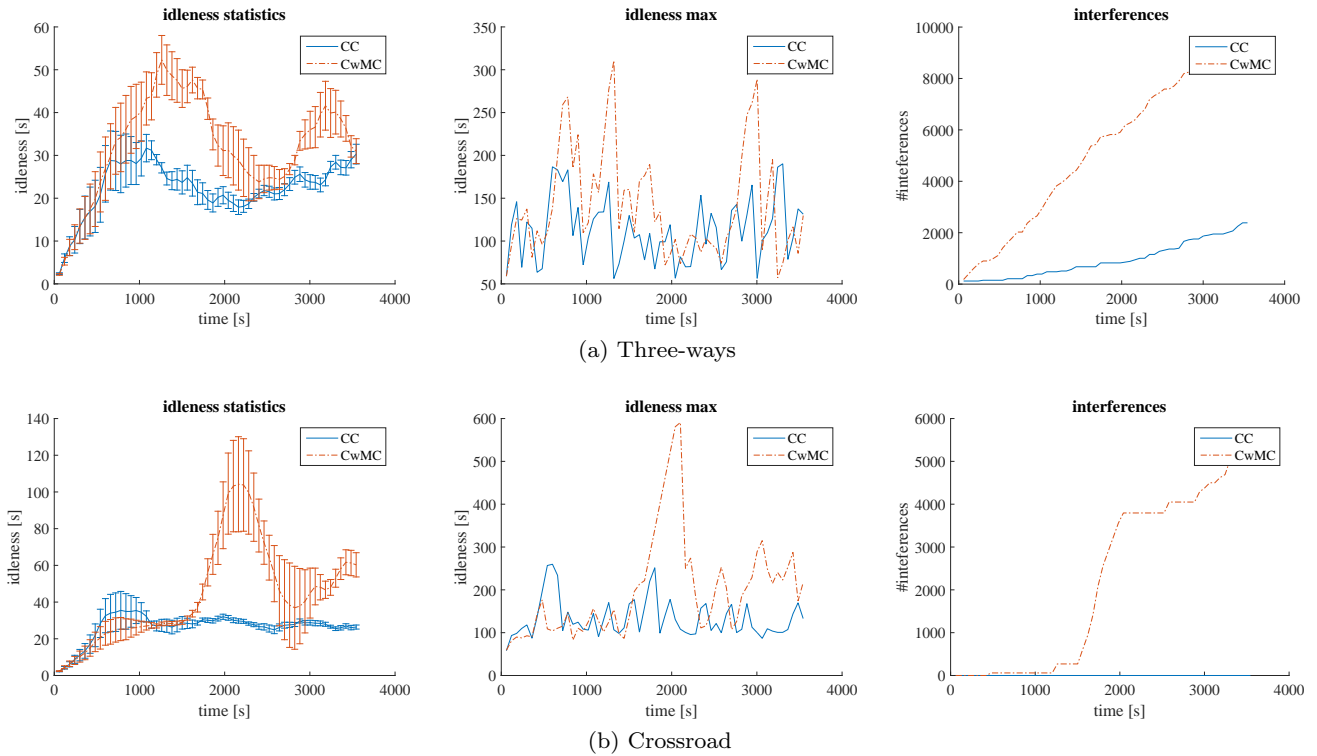 idleness statistics
60
50
40
30
20
10
0
idleness [s]
CC
CwMC
0 1000 2000 3000 4000
time [s]
idleness max
350
300
250
200
150
100
50
idleness [s]
CC
CwMC
0 1000 2000 3000 4000
time [s]
interferences
10000
8000
6000
4000
2000
0
#inteferences
CC
CwMC
0 1000 2000 3000 4000
time [s]
(a) Three-ways
idleness statistics
140
120
100
80
60
40
20
0
idleness [s]
CC
CwMC
0 1000 2000 3000 4000
time [s]
idleness max
600
500
400
300
200
100
0
idleness [s]
CC
CwMC
0 1000 2000 3000 4000
time [s]
interferences
6000
5000
4000
3000
2000
1000
0
#inteferences
CC
CwMC
0 1000 2000 3000 4000
time [s]
(b) Crossroad